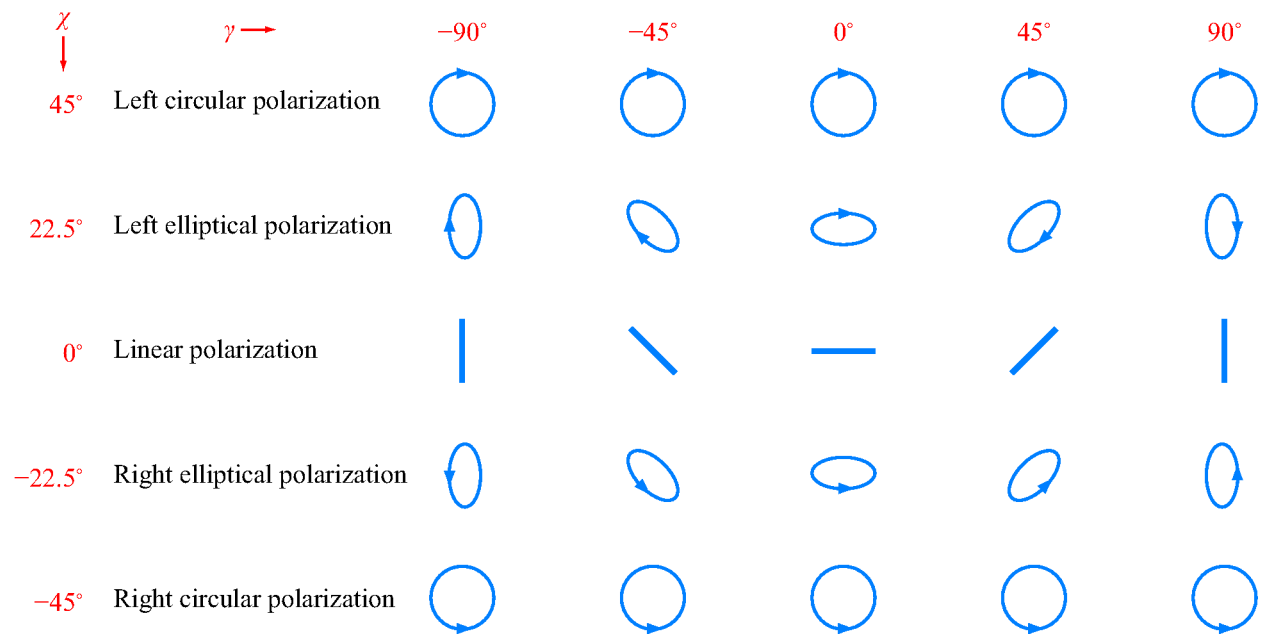 χ
γ −90° −45° 0° 45° 90°
45° Left circular polarization
22.5° Left elliptical polarization
0° Linear polarization
−22.5° Right elliptical polarization
−45° Right circular polarization